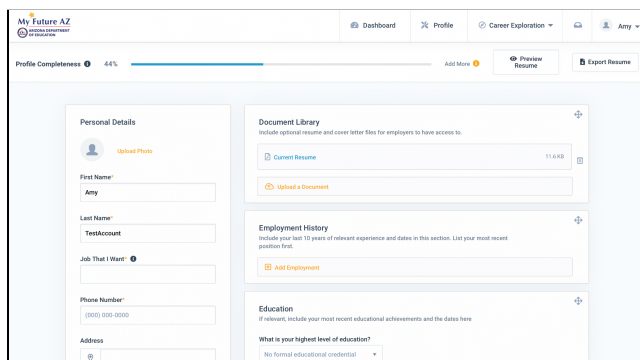 My Future AZ
ARIZONA DEPARTMENT
OF EDUCATION
Dashboard
Profile
Career Exploration
Amy
Profile Completeness
44%
Add More
Preview
Resume
Export Resume
Personal Details
Upload Photo
First Name*
Amy
Last Name*
TestAccount
Job That I Want*
Phone Number*
(000) 000-0000
Address
Document Library
Include optional resume and cover letter files for employers to have access to.
Current Resume
11.6 KB
Upload a Document
Employment History
Include your last 10 years of relevant experience and dates in this section. List your most recent
position first.
Add Employment
Education
If relevant, include your most recent educational achievements and the dates here
What is your highest level of education?
No formal educational credential